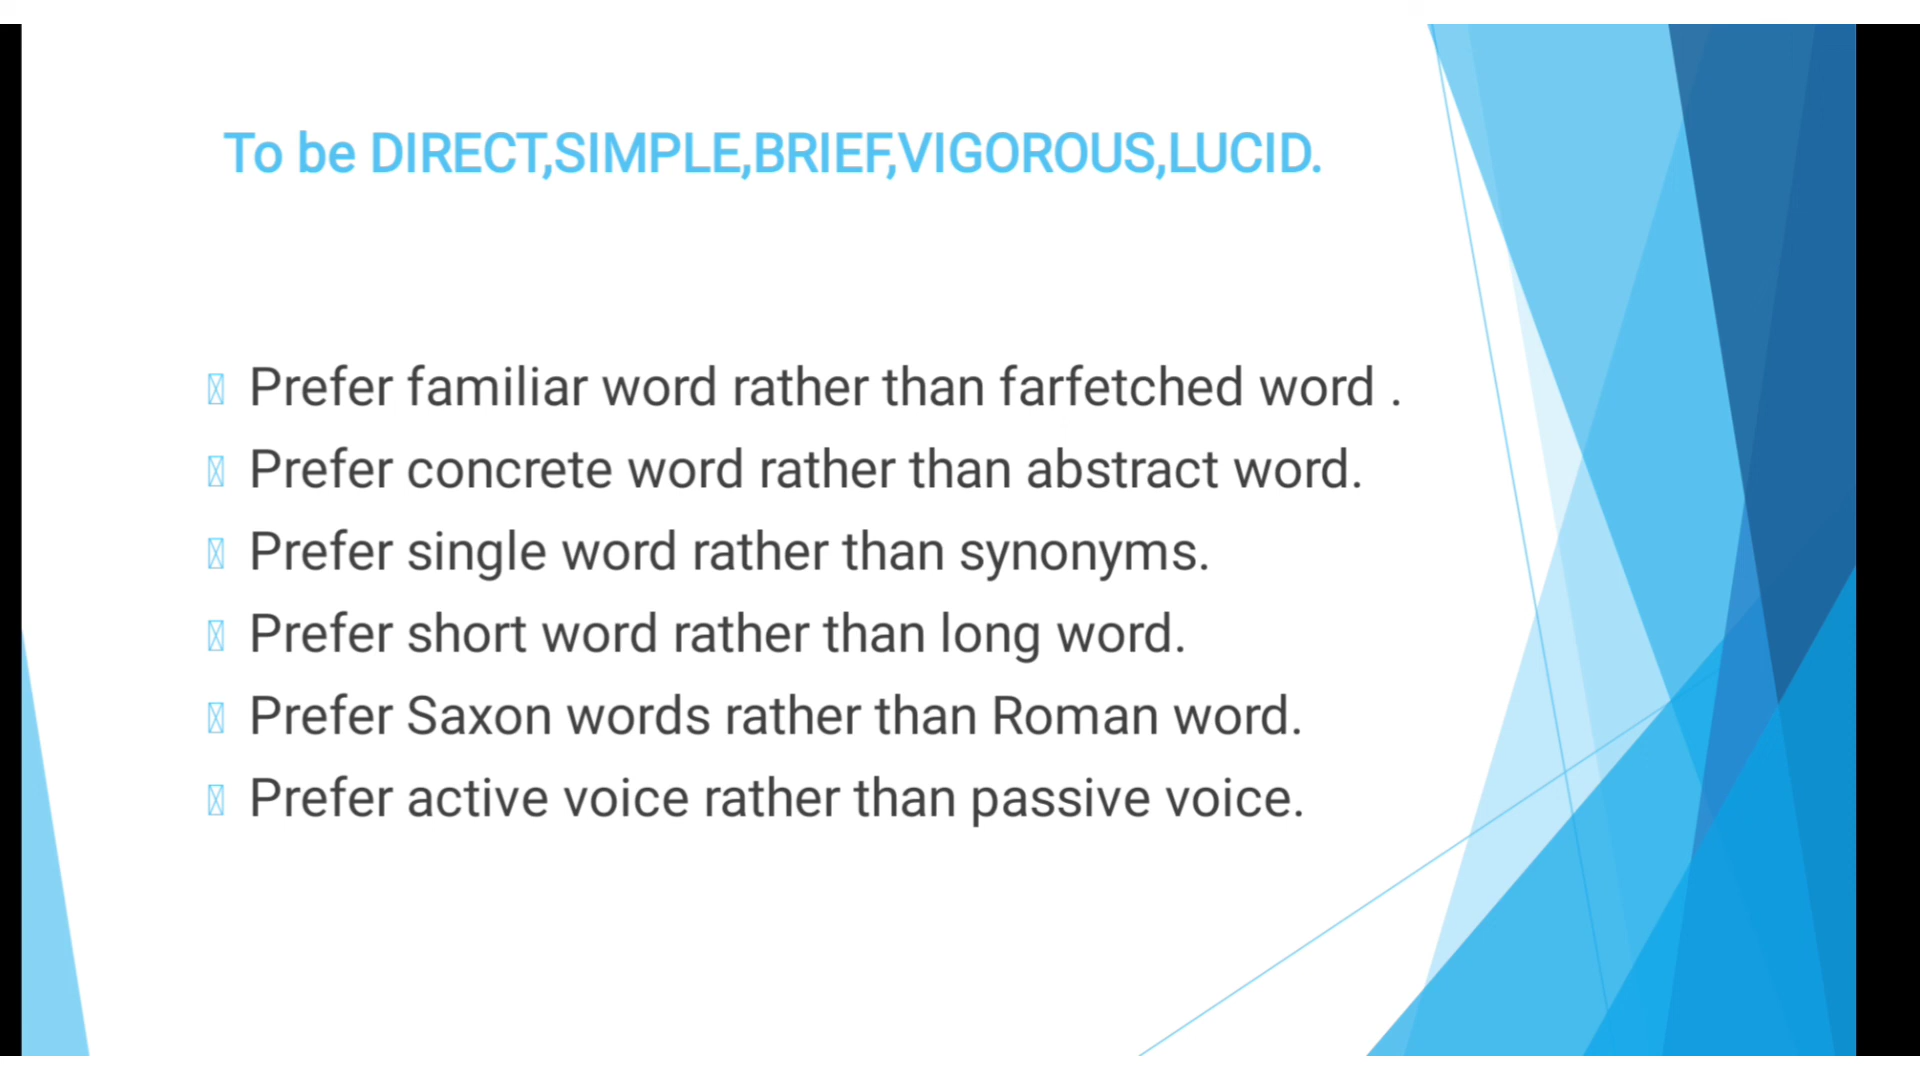 To be DIRECT,SIMPLE,BRIEF,VIGOROUS,LUCID.
Prefer familiar word rather than farfetched word .
Prefer concrete word rather than abstract word.
Prefer single word rather than synonyms.
Prefer short word rather than long word.
Prefer Saxon words rather than Roman word.
Prefer active voice rather than passive voice.